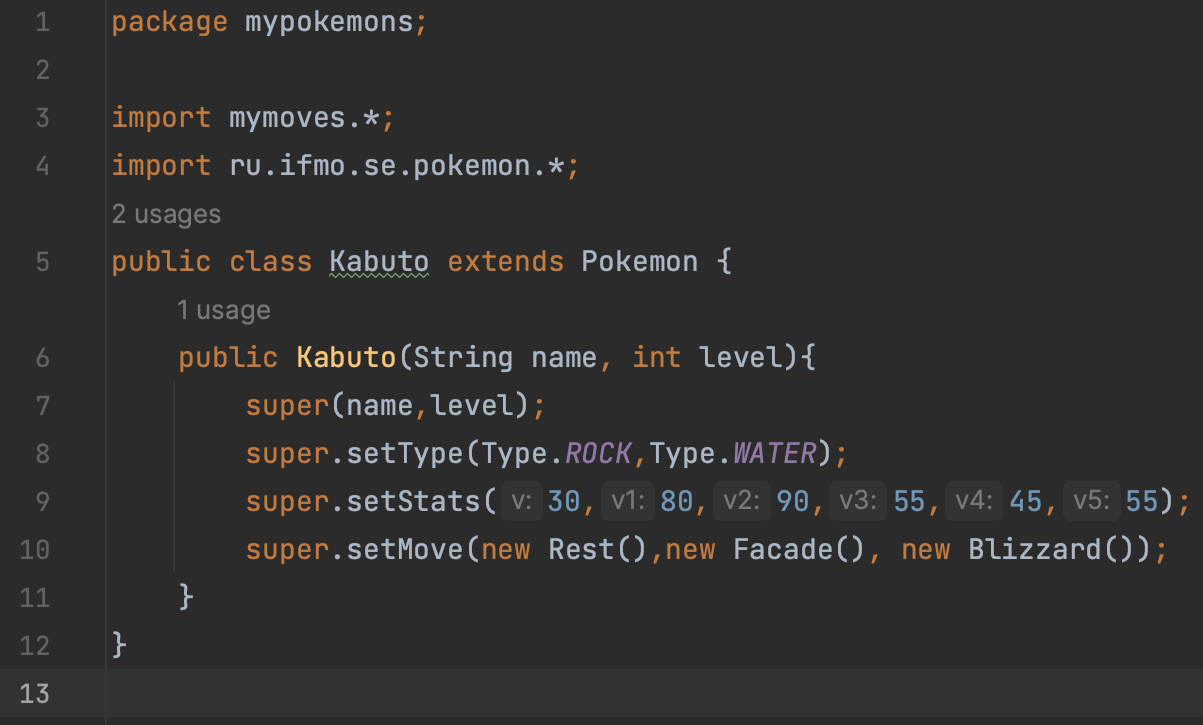 1 package mypokemons;
2
3 import mymoves.*;
4 import ru.ifmo.se.pokemon.*;
2 usages
5 public class Kabuto extends Pokemon {
1 usage
6 public Kabuto(String name, int level){
7 super(name,level);
8 super.setType(Type.ROCK,Type.WATER);
9 super.setStats( v: 30, v1: 80, v2: 90, v3: 55, v4: 45, v5: 55);
10 super.setMove(new Rest(),new Facade(), new Blizzard());
11 }
12 }
13